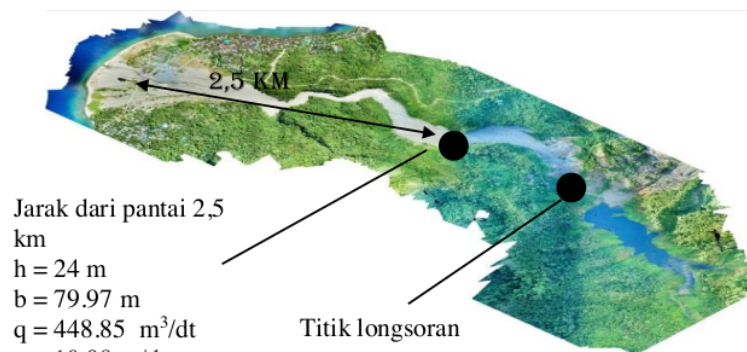 2,5 KM
Jarak dari pantai 2,5
km
h = 24 m
b = 79.97 m
q = 448.85 m³/dt
Titik longsoran